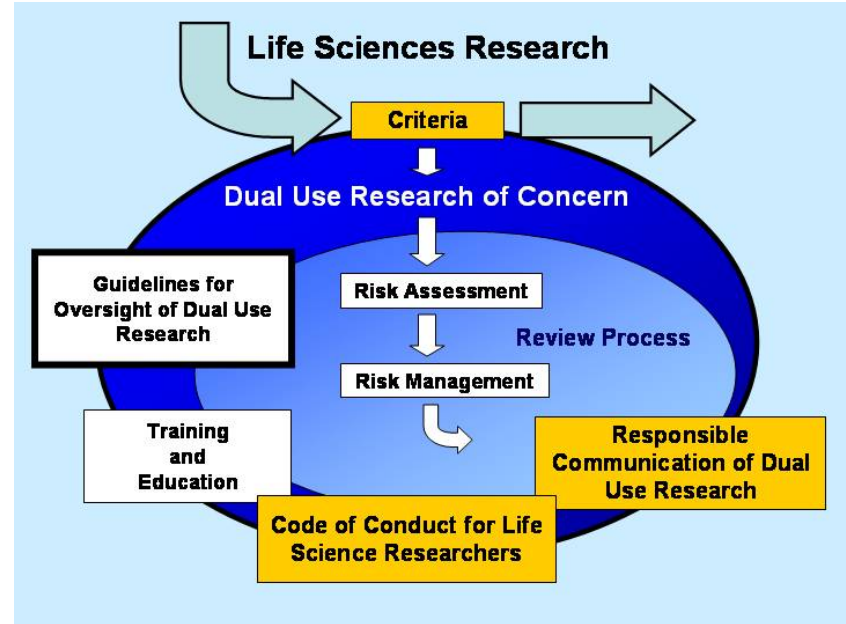 Life Sciences Research
Criteria
Dual Use Research of Concern
Guidelines for
Oversight of Dual Use
Research
Risk Assessment
Review Process
Risk Management
Training
and
Education
Responsible
Communication of Dual
Use Research
Code of Conduct for Life
Science Researchers